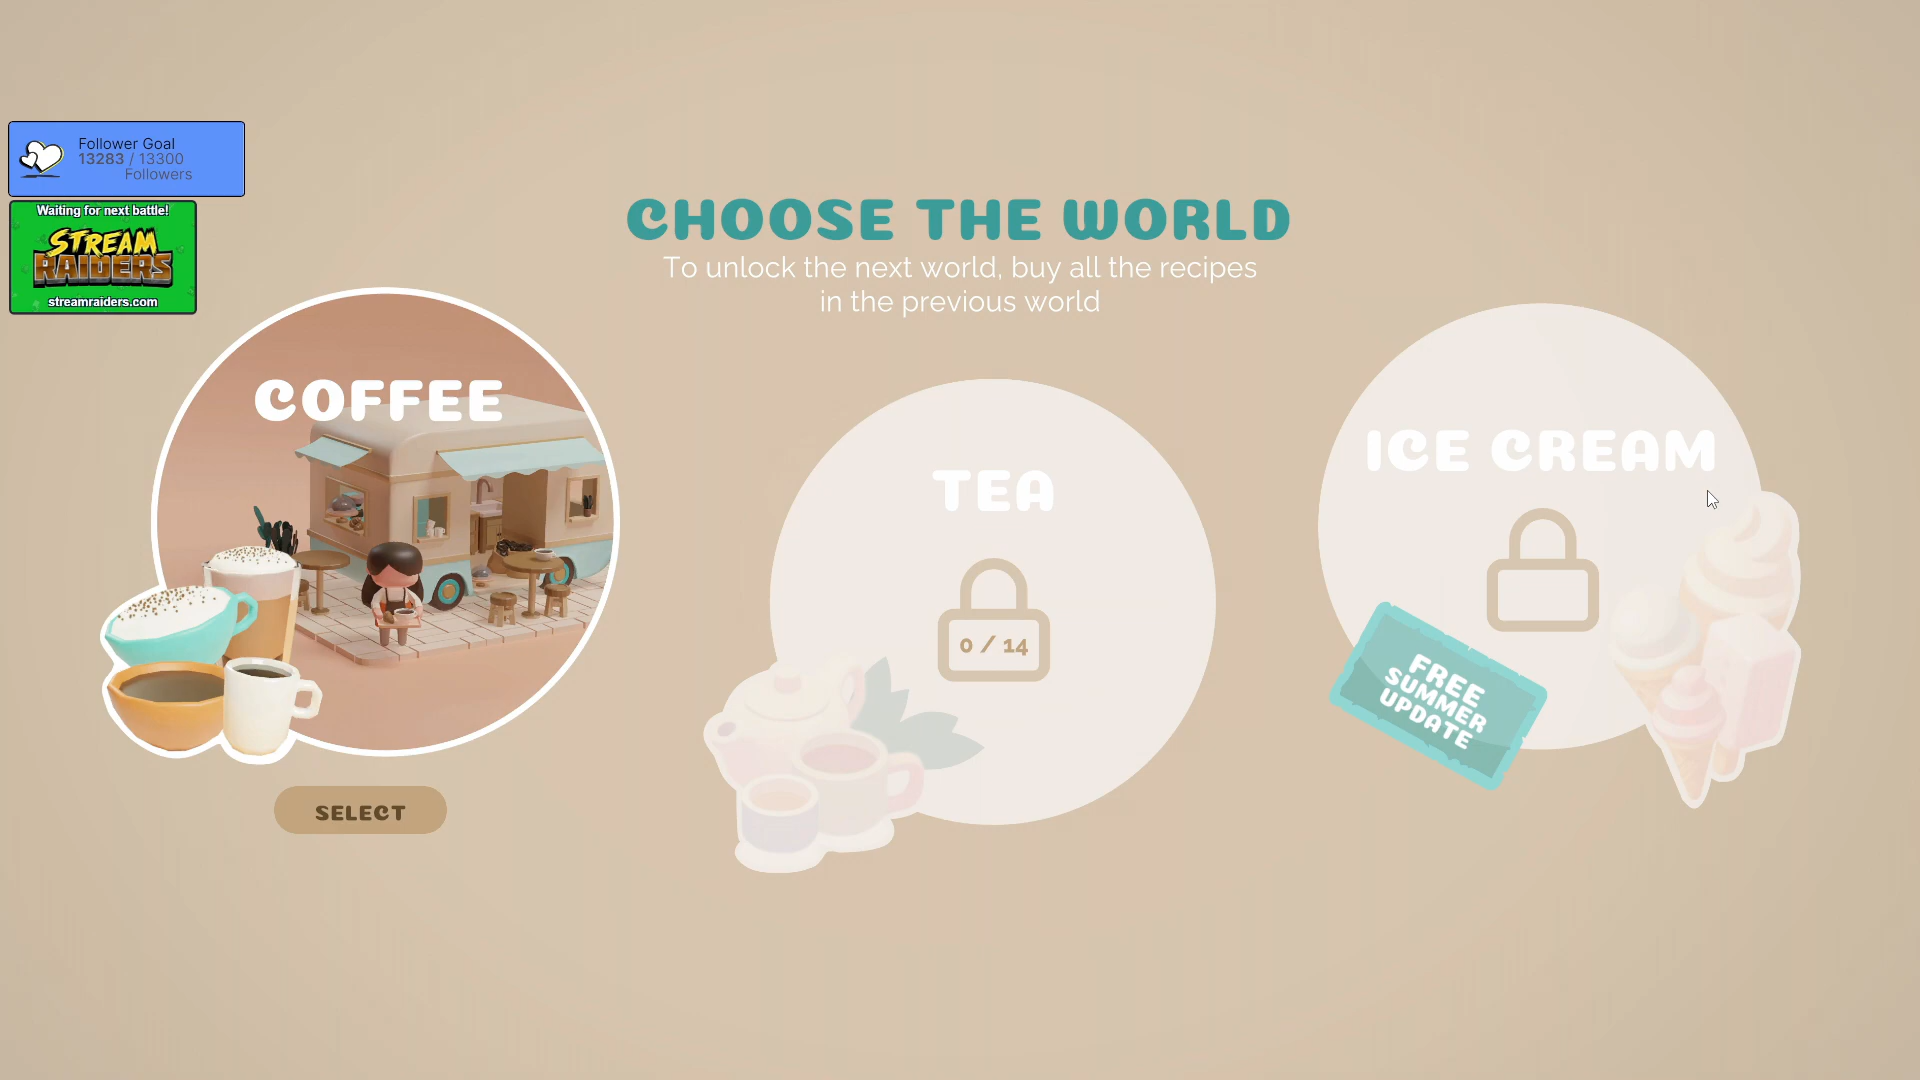 Follower Goal
13283 / 13300
Followers
Waiting for next battle!
STREAM
RAIDERS
streamraiders.com
CHOOSE THE WORLD
To unlock the next world, buy all the recipes
in the previous world
COFFEE
SELECT
TEA
0 / 14
ICE CREAM
FREE
SUMMER
UPDATE